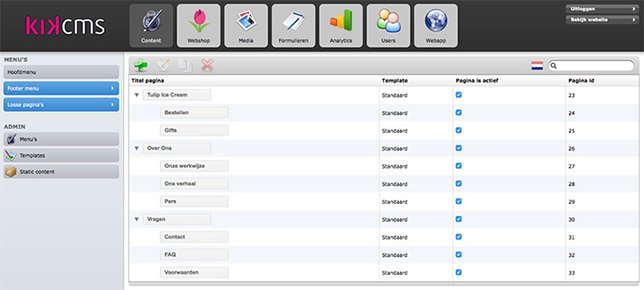 kikcms
Content
Webshop
Media
Formulieren
Analytics
Users
Webapp
Uitloggen
Bekijk website
MENU'S
Hoofdmenu
Footer menu
Losse pagina's
ADMIN
Menu's
Templates
Static content
Titel pagina Template Pagina is actief Pagina id
Tulip Ice Cream Standaard 23
Bestellen Standaard 24
Gifts Standaard 25
Over Ons Standaard 26
Onze werkwijze Standaard 27
Ons verhaal Standaard 28
Pers Standaard 29
Vragen Standaard 30
Contact Standaard 31
FAQ Standaard 32
Voorwaarden Standaard 33